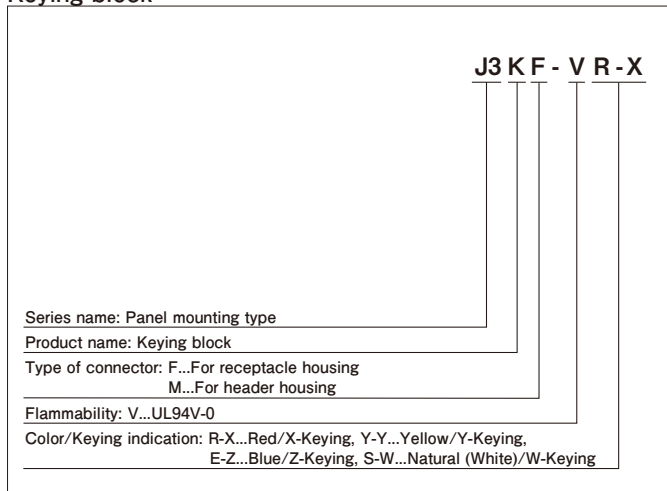 Keying block
J3 K F - V R - X
Series name: Panel mounting type
Product name: Keying block
Type of connector: F...For receptacle housing
M...For header housing
Flammability: V...UL94V-0
Color/Keying indication: R-X...Red/X-Keying, Y-Y...Yellow/Y-Keying,
E-Z...Blue/Z-Keying, S-W...Natural (White)/W-Keying